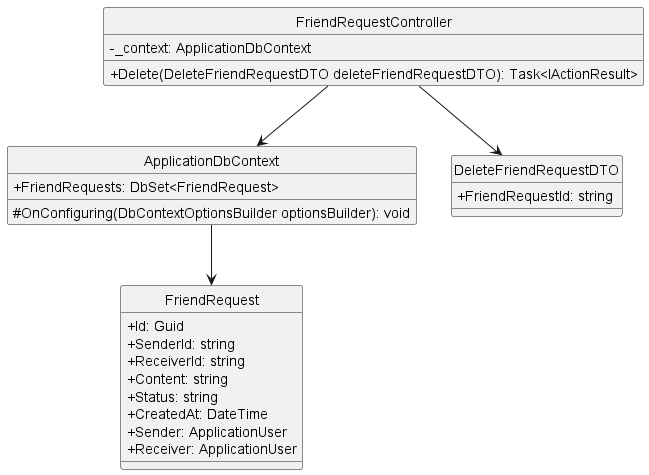 FriendRequestController
-_context: ApplicationDbContext
+Delete(DeleteFriendRequestDTO deleteFriendRequestDTO): Task<IActionResult>
ApplicationDbContext
+FriendRequests: DbSet<FriendRequest>
#OnConfiguring(DbContextOptionsBuilder optionsBuilder): void
DeleteFriendRequestDTO
+FriendRequestId: string
FriendRequest
+Id: Guid
+SenderId: string
+ReceiverId: string
+Content: string
+Status: string
+CreatedAt: DateTime
+Sender: ApplicationUser
+Receiver: ApplicationUser